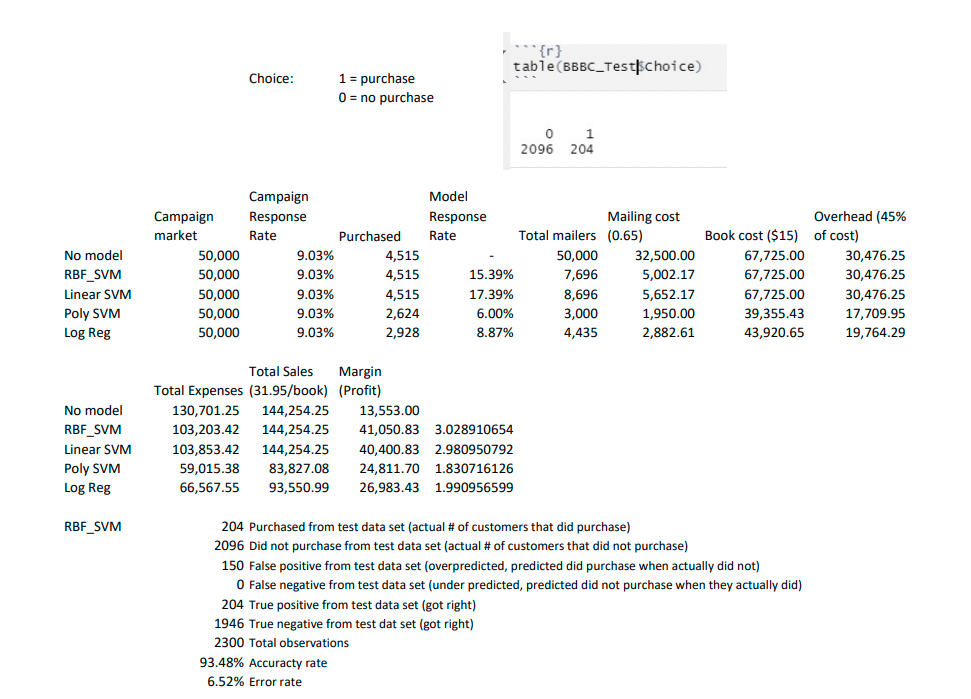 ```{r}
table(BBBC_Test$Choice)
```
Choice: 1 = purchase
0 = no purchase
0 1
2096 204
Campaign Model
Campaign Response Response Mailing cost Overhead (45%
market Rate Purchased Rate Total mailers (0.65) Book cost ($15) of cost)
No model 50,000 9.03% 4,515 - 50,000 32,500.00 67,725.00 30,476.25
RBF_SVM 50,000 9.03% 4,515 15.39% 7,696 5,002.17 67,725.00 30,476.25
Linear SVM 50,000 9.03% 4,515 17.39% 8,696 5,652.17 67,725.00 30,476.25
Poly SVM 50,000 9.03% 2,624 6.00% 3,000 1,950.00 39,355.43 17,709.95
Log Reg 50,000 9.03% 2,928 8.87% 4,435 2,882.61 43,920.65 19,764.29
Total Sales Margin
Total Expenses (31.95/book) (Profit)
No model 130,701.25 144,254.25 13,553.00
RBF_SVM 103,203.42 144,254.25 41,050.83 3.028910654
Linear SVM 103,853.42 144,254.25 40,400.83 2.980950792
Poly SVM 59,015.38 83,827.08 24,811.70 1.830716126
Log Reg 66,567.55 93,550.99 26,983.43 1.990956599
RBF_SVM 204 Purchased from test data set (actual # of customers that did purchase)
2096 Did not purchase from test data set (actual # of customers that did not purchase)
150 False positive from test data set (overpredicted, predicted did purchase when actually did not)
0 False negative from test data set (under predicted, predicted did not purchase when they actually did)
204 True positive from test data set (got right)
1946 True negative from test dat set (got right)
2300 Total observations
93.48% Accuracty rate
6.52% Error rate